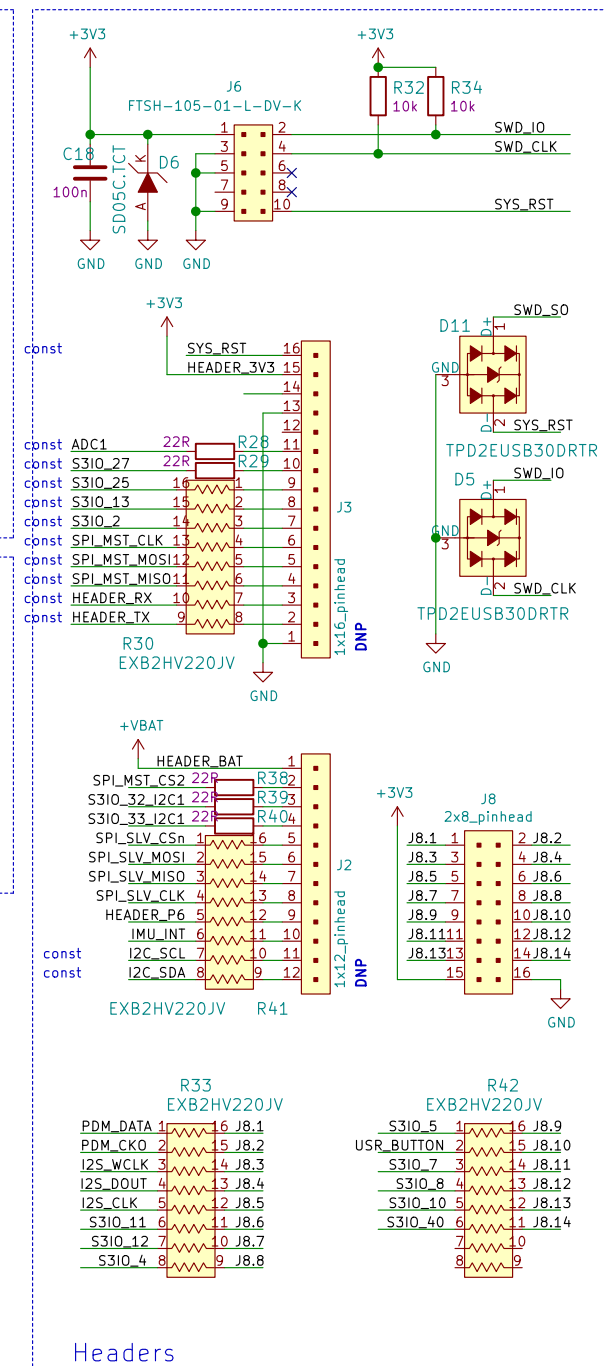 +3V3 +3V3
J6
FTSH-105-01-L-DV-K
R32 R34
10k 10k
C18
100n
SD05C.TCT
K
D6
A
1 2 SWD_IO
3 4 SWD_CLK
5 6
7 8
9 10 SYS_RST
GND GND GND
+3V3
const SYS_RST 16
HEADER_3V3 15
14
13
12
const ADC1 22R R28 11
const S3IO_27 22R R29 10
const S3IO_25 16 1 9
const S3IO_13 15 2 8
const S3IO_2 14 3 7
const SPI_MST_CLK 13 4 6
const SPI_MST_MOSI 12 5 5
const SPI_MST_MISO 11 6 4
const HEADER_RX 10 7 3
const HEADER_TX 9 8 2
1
R30
EXB2HV220JV
GND
J3
1x16_pinhead
DNP
SWD_SO
D11
D+
1
GND
3
D-
2
SYS_RST
TPD2EUSB30DRTR
D5
SWD_IO
D+
1
GND
3
D-
2
SWD_CLK
TPD2EUSB30DRTR
GND
+VBAT
HEADER_BAT 1
SPI_MST_CS2 22R R38 2
S3IO_32_I2C1 22R R39 3
S3IO_33_I2C1 22R R40 4
SPI_SLV_CSn 1 16 5
SPI_SLV_MOSI 2 15 6
SPI_SLV_MISO 3 14 7
SPI_SLV_CLK 4 13 8
HEADER_P6 5 12 9
IMU_INT 6 11 10
const I2C_SCL 7 10 11
const I2C_SDA 8 9 12
EXB2HV220JV R41
J2
1x12_pinhead
DNP
+3V3
J8
2x8_pinhead
J8.1 1 2 J8.2
J8.3 3 4 J8.4
J8.5 5 6 J8.6
J8.7 7 8 J8.8
J8.9 9 10 J8.10
J8.11 11 12 J8.12
J8.13 13 14 J8.14
15 16
GND
R33
EXB2HV220JV
PDM_DATA 1 16 J8.1
PDM_CKO 2 15 J8.2
I2S_WCLK 3 14 J8.3
I2S_DOUT 4 13 J8.4
I2S_CLK 5 12 J8.5
S3IO_11 6 11 J8.6
S3IO_12 7 10 J8.7
S3IO_4 8 9 J8.8
R42
EXB2HV220JV
S3IO_5 1 16 J8.9
USR_BUTTON 2 15 J8.10
S3IO_7 3 14 J8.11
S3IO_8 4 13 J8.12
S3IO_10 5 12 J8.13
S3IO_40 6 11 J8.14
7 10
8 9
Headers